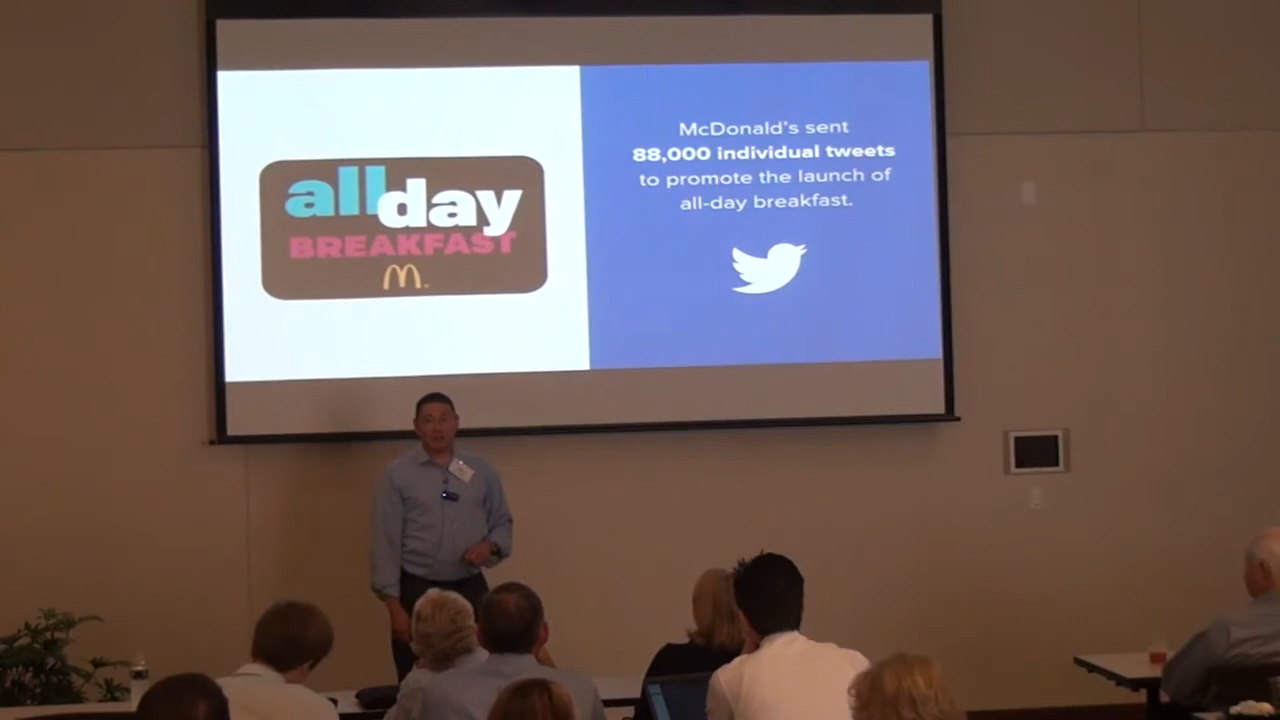 all day
BREAKFAST
McDonald's sent
88,000 individual tweets
to promote the launch of
all-day breakfast.